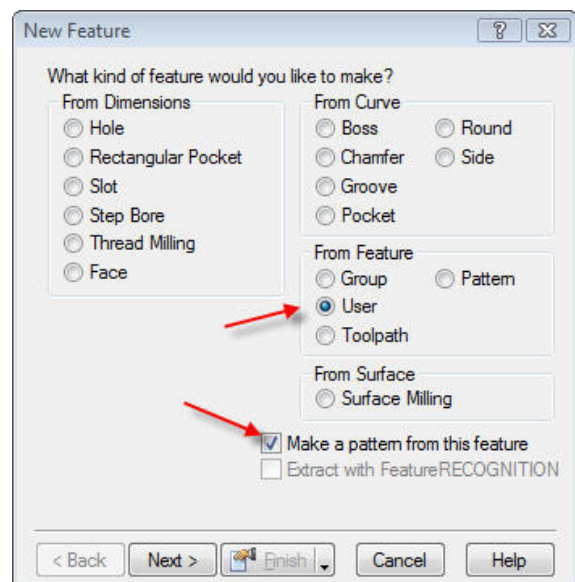 New Feature
What kind of feature would you like to make?
From Dimensions
Hole
Rectangular Pocket
Slot
Step Bore
Thread Milling
Face
From Curve
Boss
Round
Chamfer
Side
Groove
Pocket
From Feature
Group
Pattern
User
Toolpath
From Surface
Surface Milling
Make a pattern from this feature
Extract with FeatureRECOGNITION
< Back
Next >
Finish
Cancel
Help